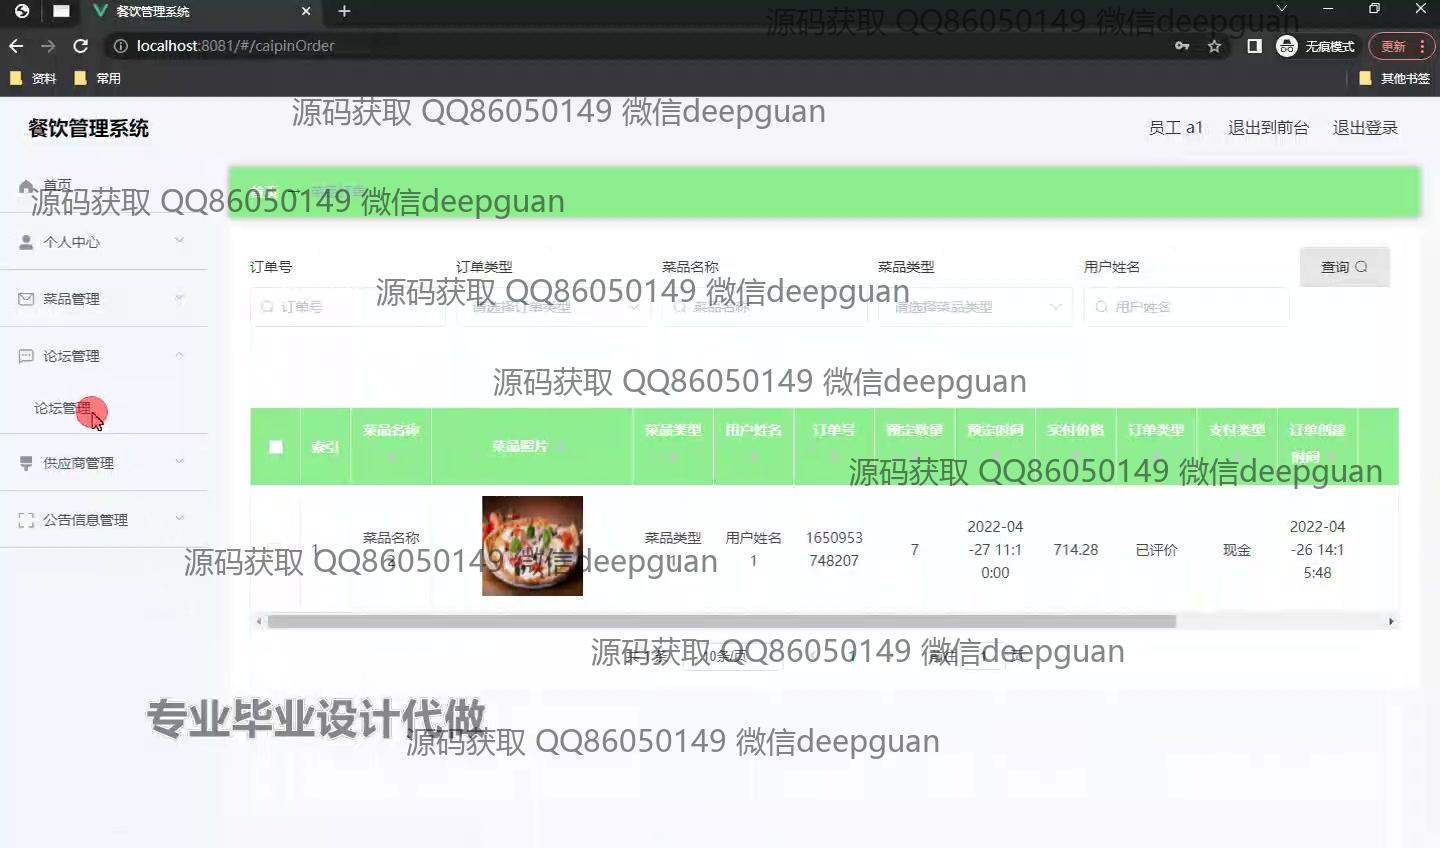 餐饮管理系统
源码获取 QQ86050149 微信deepguan
localhost:8081/#/caipinOrder
无痕模式
更新
资料
常用
其他书签
源码获取 QQ86050149 微信deepguan
餐饮管理系统
员工 a1
退出到前台
退出登录
首页
源码获取 QQ86050149 微信deepguan
个人中心
订单号
订单类型
菜品名称
菜品类型
用户姓名
查询
源码获取 QQ86050149 微信deepguan
菜品管理
订单号
请选择订单类型
菜品名称
请选择菜品类型
用户姓名
论坛管理
源码获取 QQ86050149 微信deepguan
论坛管理
索引
菜品名称
菜品照片
菜品类型
用户姓名
订单号
预定数量
预定时间
实付价格
订单类型
支付类型
订单创建
时间
供应商管理
源码获取 QQ86050149 微信deepguan
公告信息管理
1
菜品名称
2
菜品类型
用户姓名
1
1650953
748207
7
2022-04
-27 11:1
0:00
714.28
已评价
现金
2022-04
-26 14:1
5:48
源码获取 QQ86050149 微信deepguan
10条/页
1
前往
1
页
源码获取 QQ86050149 微信deepguan
专业毕业设计代做
源码获取 QQ86050149 微信deepguan